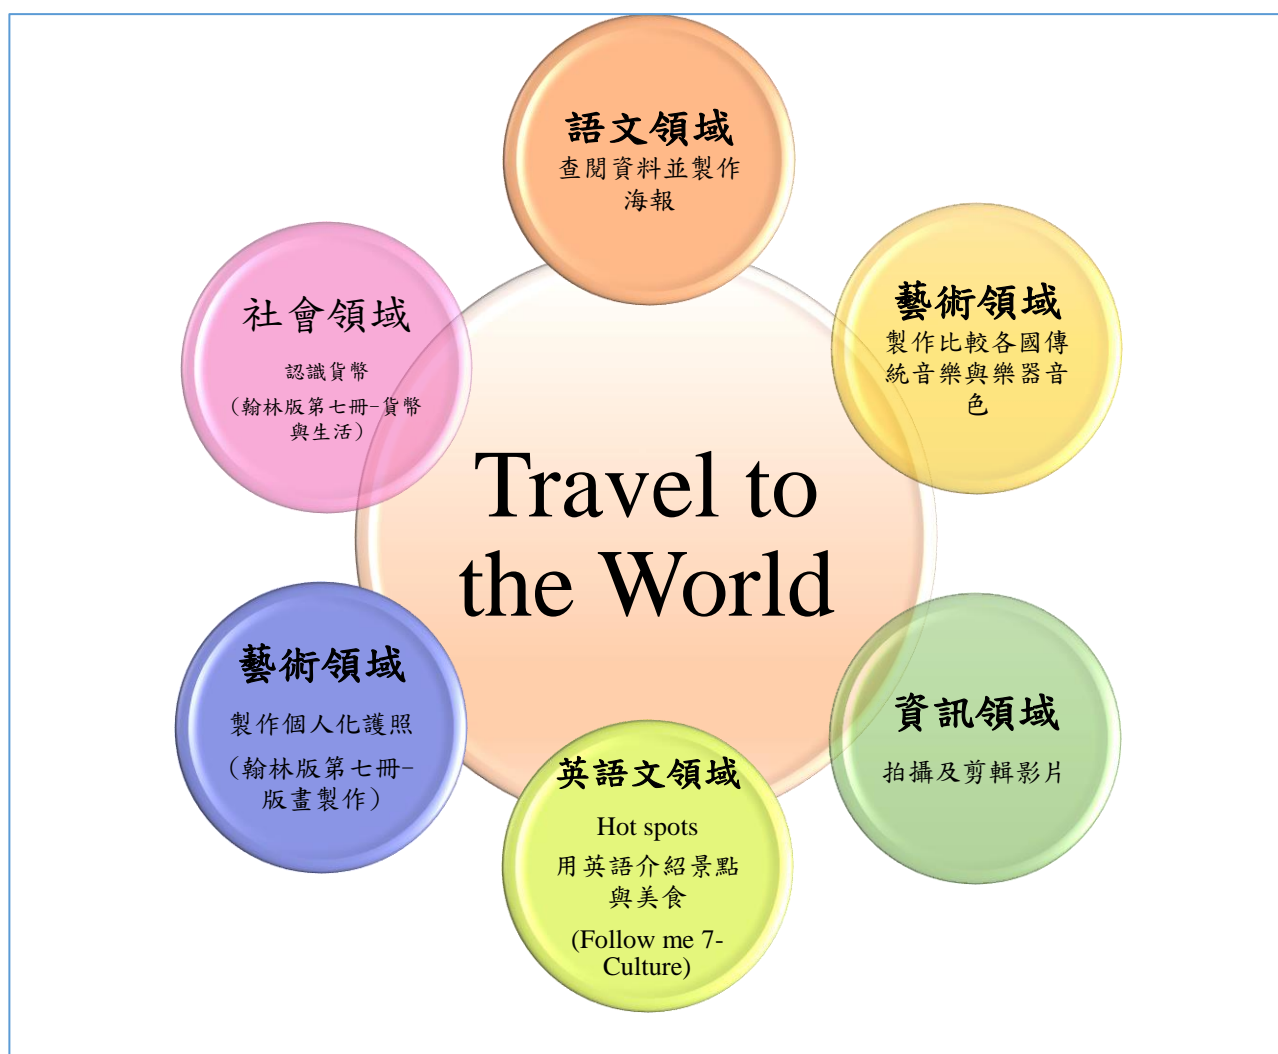 語文領域
查閱資料並製作
海報
藝術領域
製作比較各國傳
統音樂與樂器音
色
社會領域
認識貨幣
（翰林版第七冊-貨幣
與生活）
Travel to
the World
藝術領域
製作個人化護照
（翰林版第七冊-
版畫製作）
資訊領域
拍攝及剪輯影片
英語文領域
Hot spots
用英語介紹景點
與美食
(Follow me 7-
Culture)